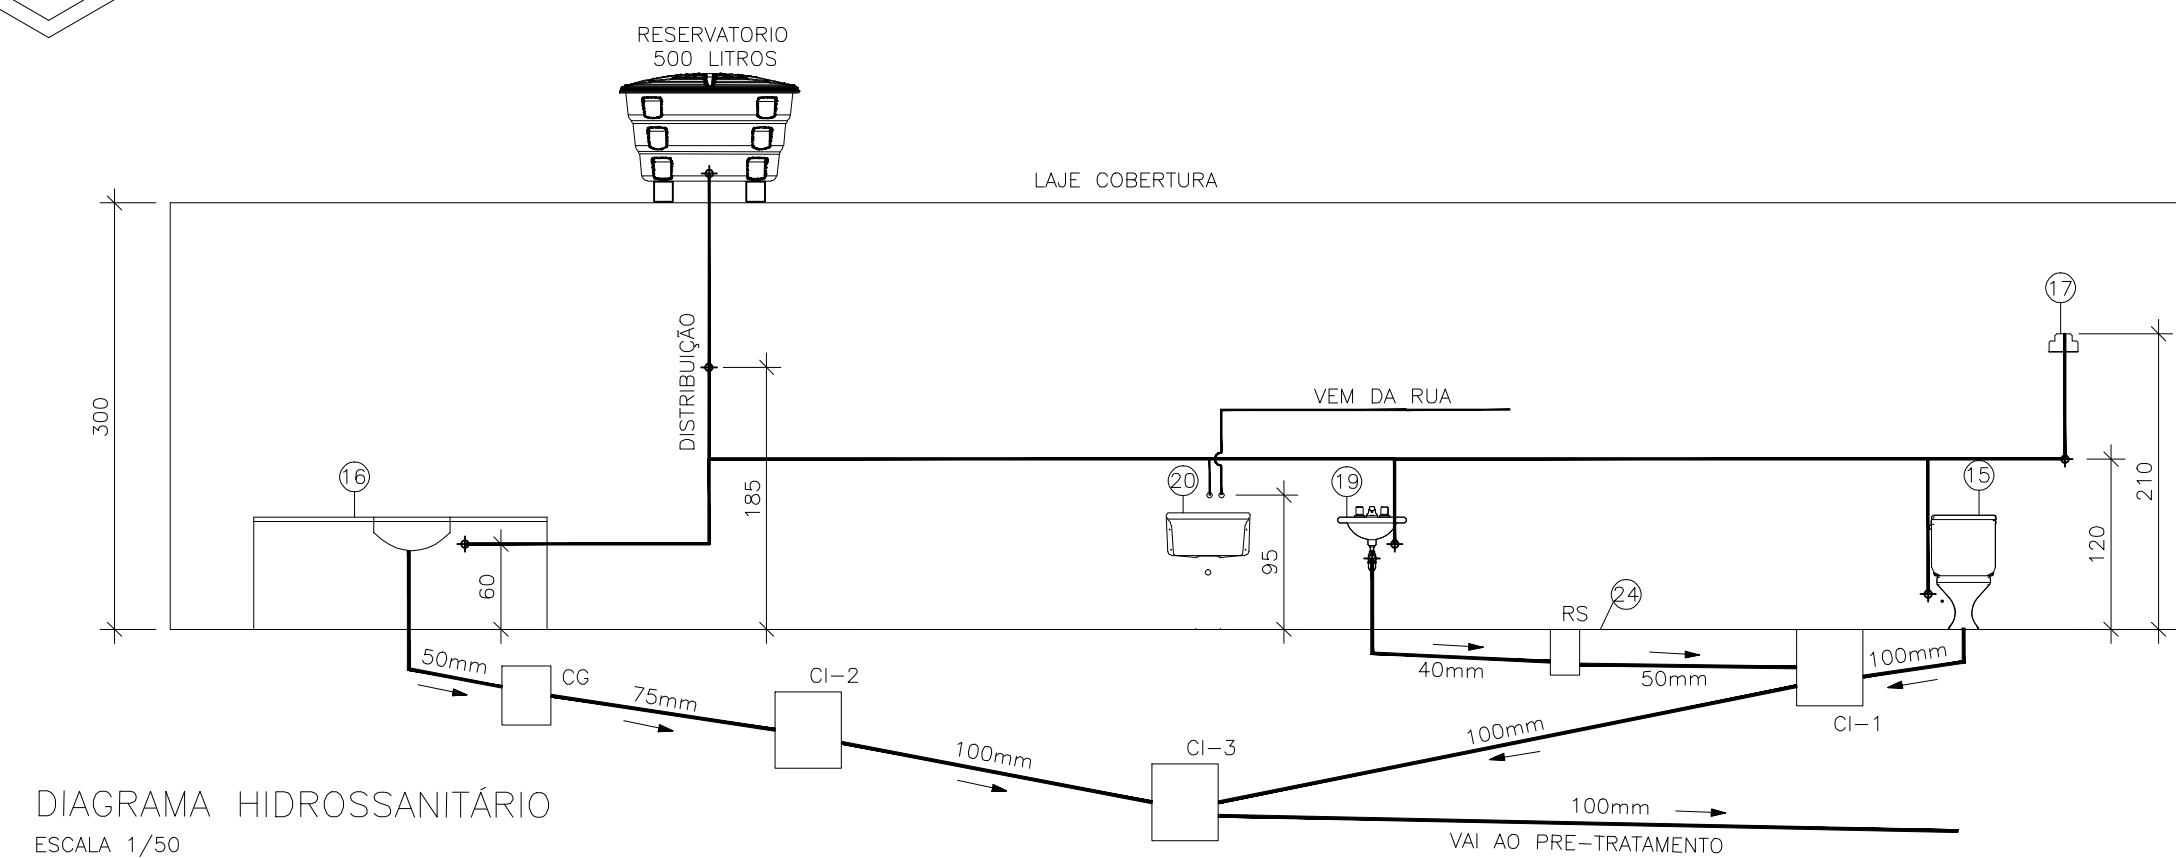 RESERVATORIO
500 LITROS
LAJE COBERTURA
17
DISTRIBUIÇÃO
VEM DA RUA
300
16
185
20
19
15
210
95
120
60
RS
24
50mm
CG
40mm
50mm
100mm
75mm
CI-2
CI-1
100mm
CI-3
100mm
DIAGRAMA HIDROSSANITÁRIO
100mm
ESCALA 1/50
VAI AO PRE-TRATAMENTO